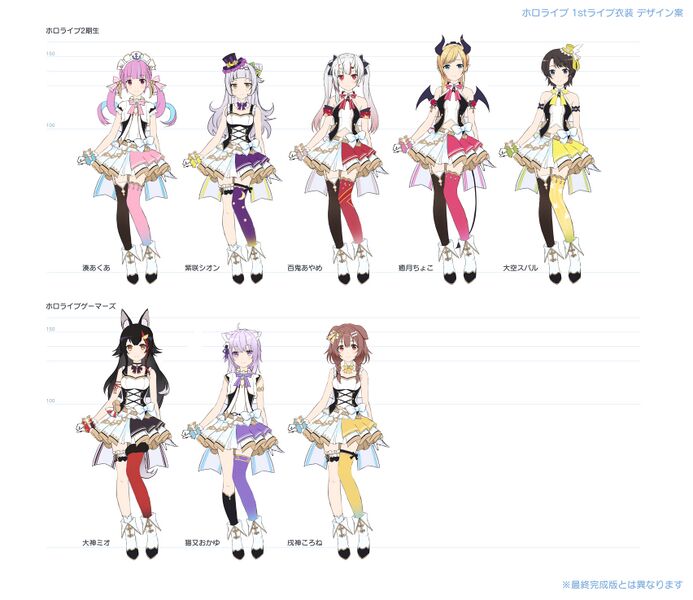 ホロライブ 1stライブ衣装 デザイン案
ホロライブ2期生
150
100
湊あくあ
紫咲シオン
百鬼あやめ
癒月ちょこ
大空スバル
ホロライブゲーマーズ
150
100
大神ミオ
猫又おかゆ
戌神ころね
※最終完成版とは異なります